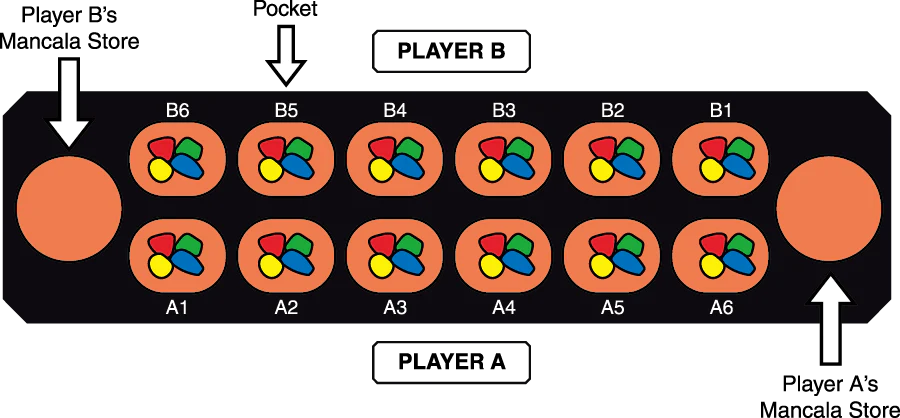 Player B's
Mancala Store
Pocket
PLAYER B
B6 B5 B4 B3 B2 B1
A1 A2 A3 A4 A5 A6
PLAYER A
Player A's
Mancala Store